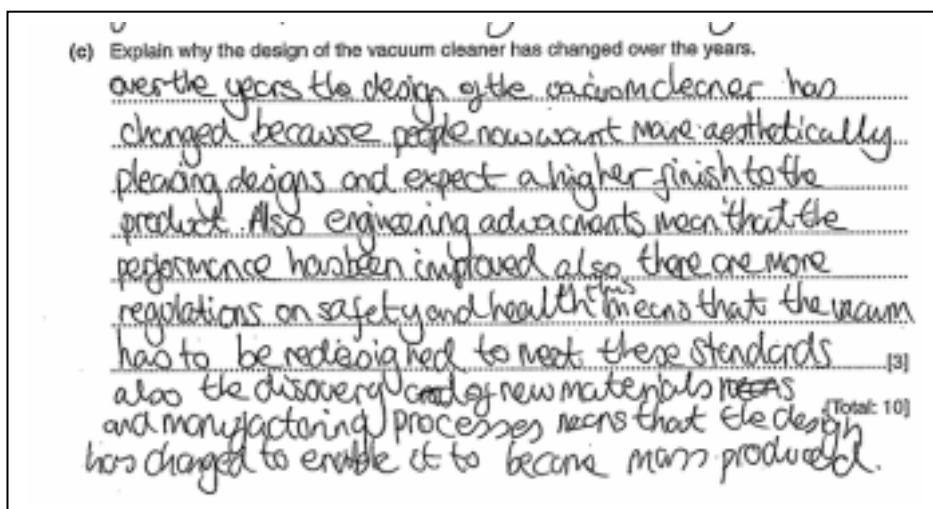 (c) Explain why the design of the vacuum cleaner has changed over the years.
over the years the design of the vacuum cleaner has
changed because people now want more aesthetically
pleasing designs and expect a higher finish to the
product. Also engineering advacments mean that the
performance has been improved also there are more
regulations on safety and health this means that the vacum
has to be redesigned to meet these standards [3]
also the discovery of new materials
and manufactoring processes means that the design [Total: 10]
has changed to enable it to become mass produced.